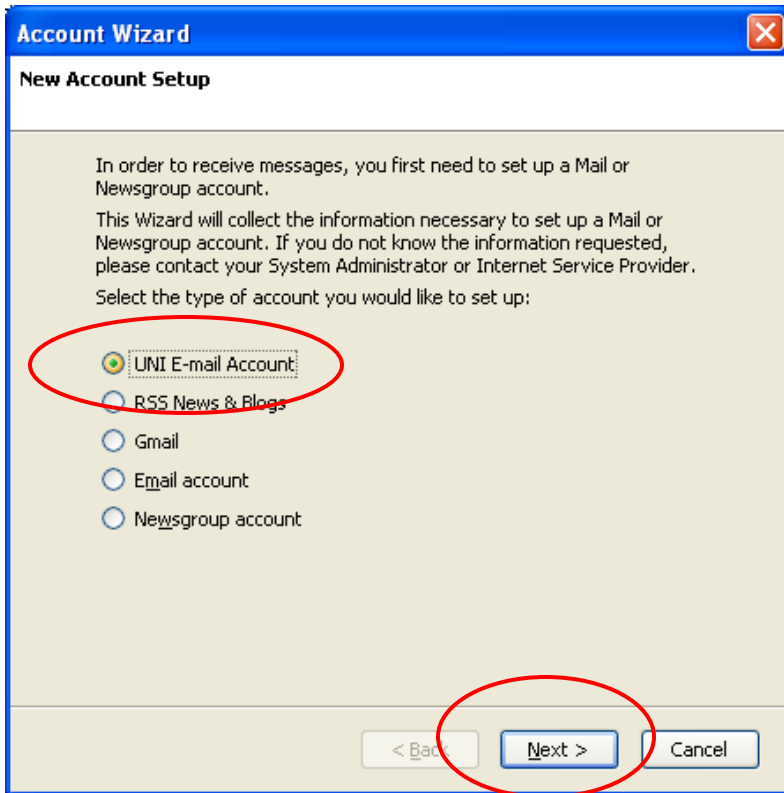 Account Wizard
New Account Setup
In order to receive messages, you first need to set up a Mail or
Newsgroup account.
This Wizard will collect the information necessary to set up a Mail or
Newsgroup account. If you do not know the information requested,
please contact your System Administrator or Internet Service Provider.
Select the type of account you would like to set up:
UNI E-mail Account
RSS News & Blogs
Gmail
Email account
Newsgroup account
< Back Next > Cancel